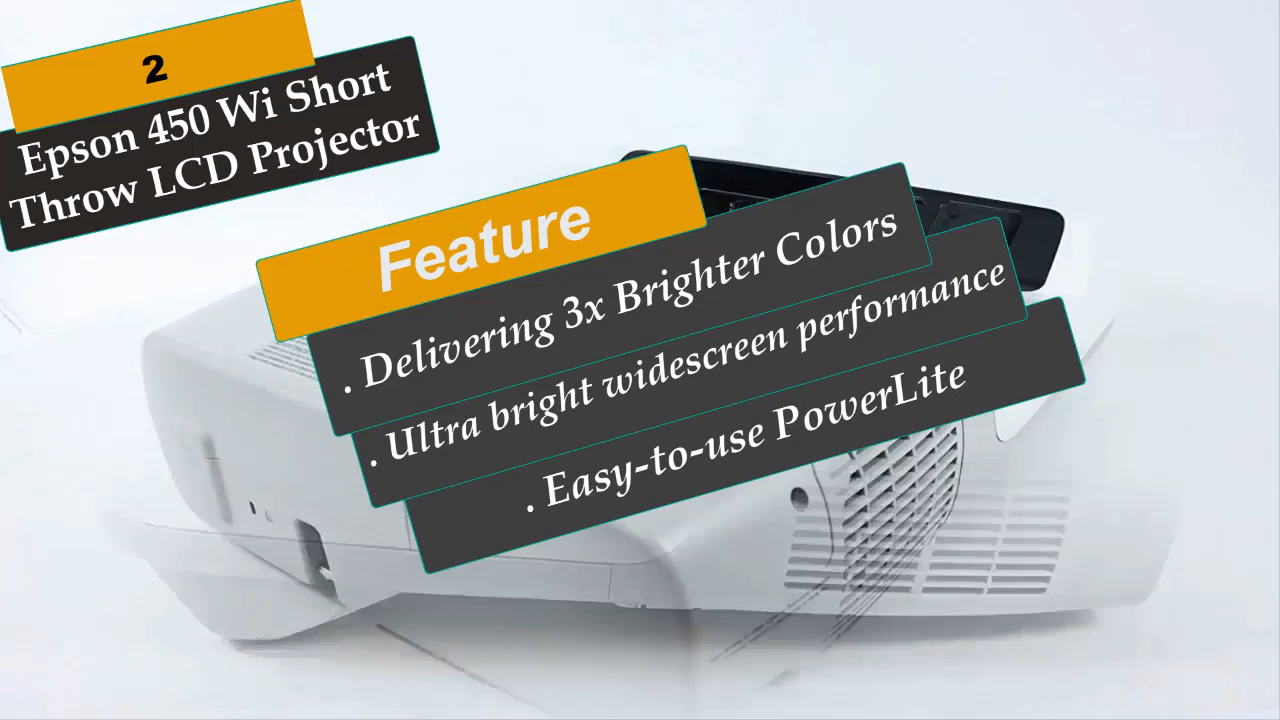 2
Epson 450 Wi Short
Throw LCD Projector
Feature
. Delivering 3x Brighter Colors
. Ultra bright widescreen performance
. Easy-to-use PowerLite